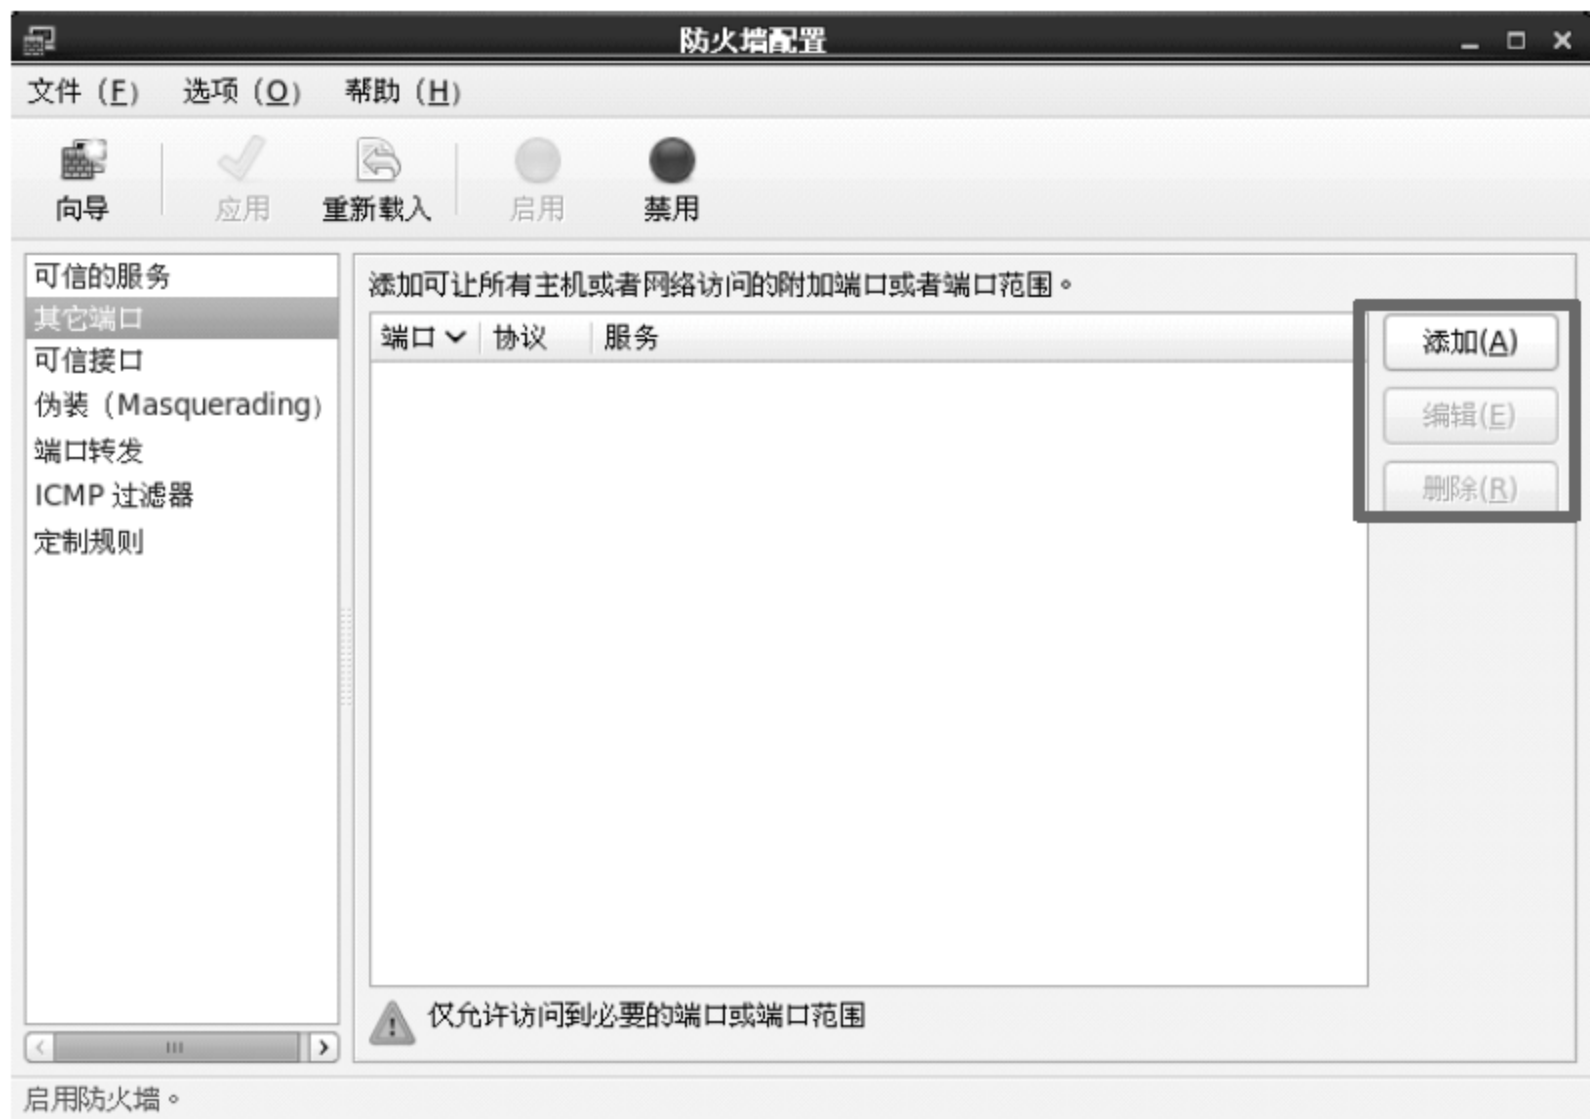 防火墙配置
文件 (F) 选项 (O) 帮助 (H)
向导 应用 重新载入 启用 禁用
可信的服务
其它端口
可信接口
伪装 (Masquerading)
端口转发
ICMP 过滤器
定制规则
添加可让所有主机或者网络访问的附加端口或者端口范围。
端口 协议 服务
添加(A)
编辑(E)
删除(R)
仅允许访问到必要的端口或端口范围
启用防火墙。